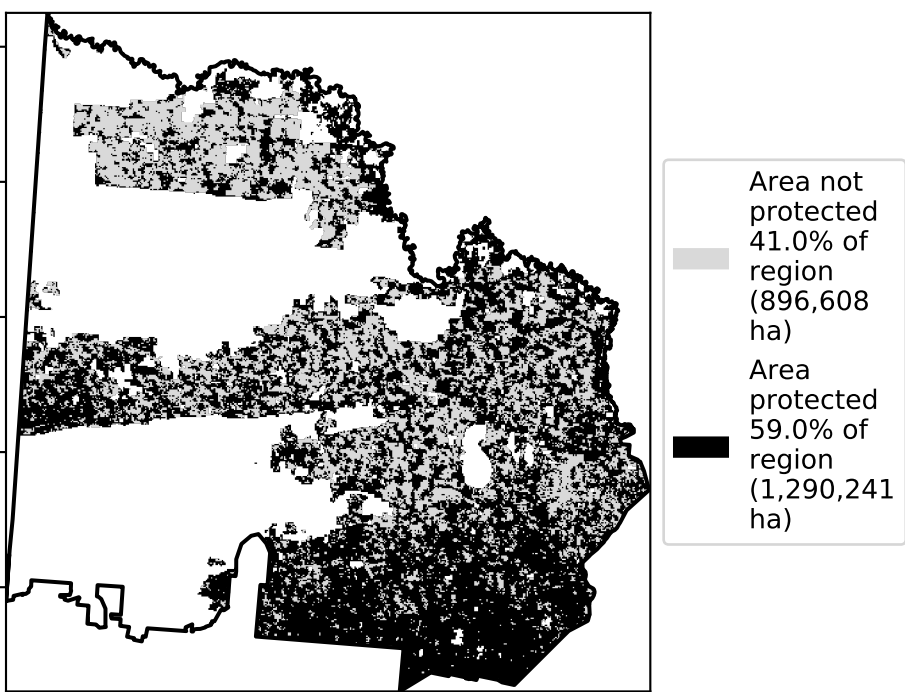 Area not
protected
41.0% of
region
(896,608
ha)
Area
protected
59.0% of
region
(1,290,241
ha)